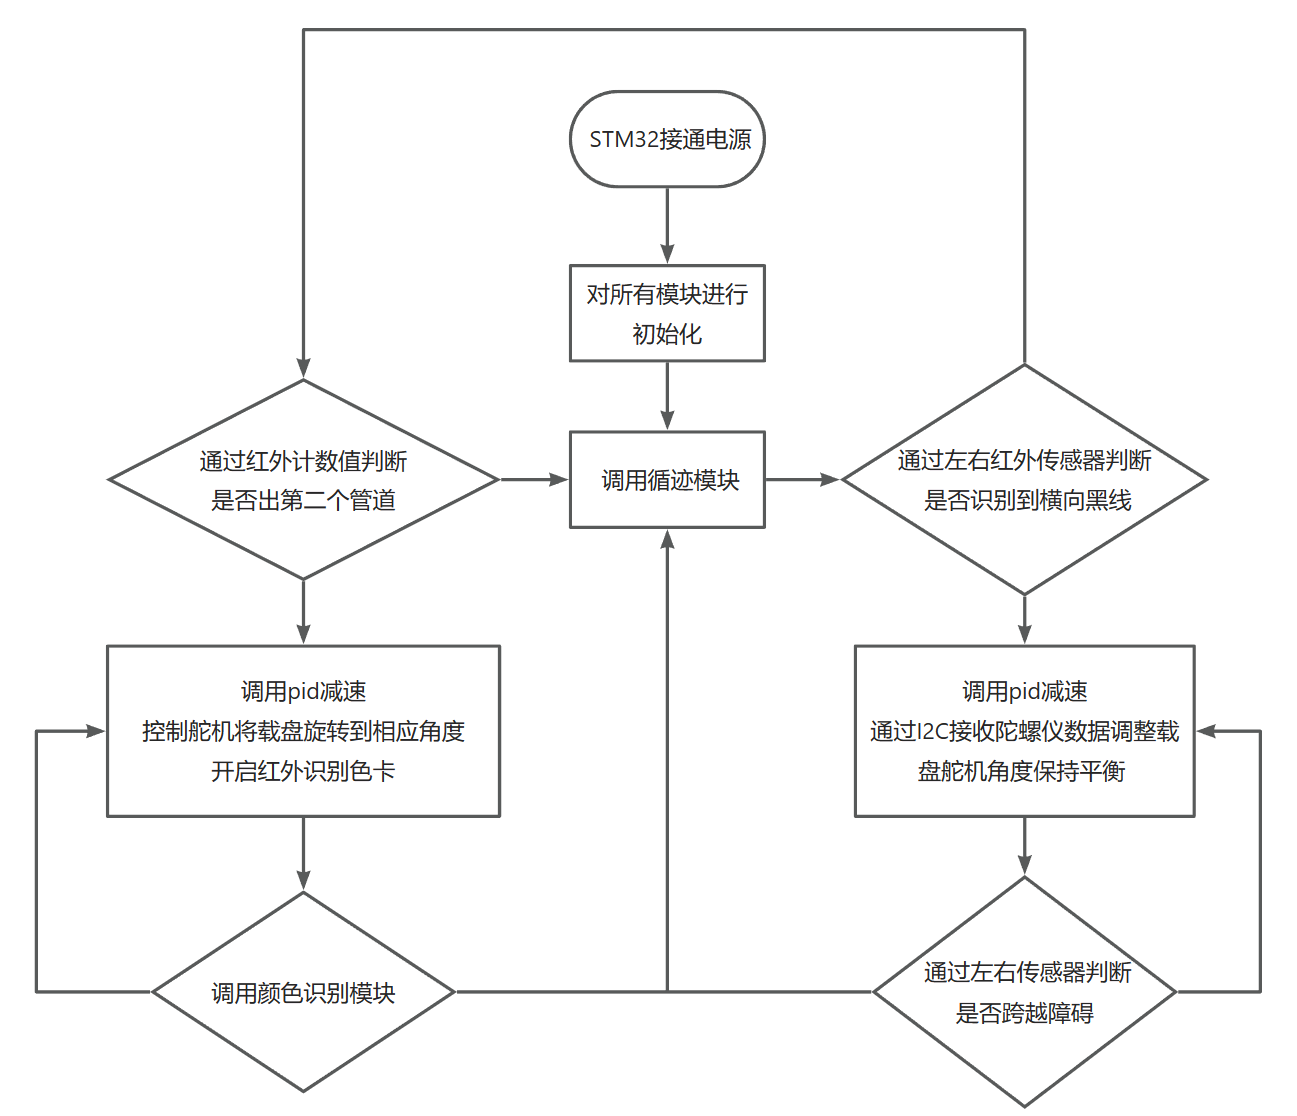 STM32接通电源
对所有模块进行
初始化
通过红外计数值判断
是否出第二个管道
调用循迹模块
通过左右红外传感器判断
是否识别到横向黑线
调用pid减速
控制舵机将载盘旋转到相应角度
开启红外识别色卡
调用pid减速
通过I2C接收陀螺仪数据调整载
盘舵机角度保持平衡
调用颜色识别模块
通过左右传感器判断
是否跨越障碍